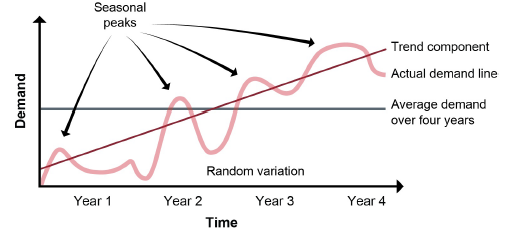 Seasonal
peaks
Trend component
Actual demand line
Average demand
over four years
Demand
Random variation
Year 1
Year 2
Year 3
Year 4
Time